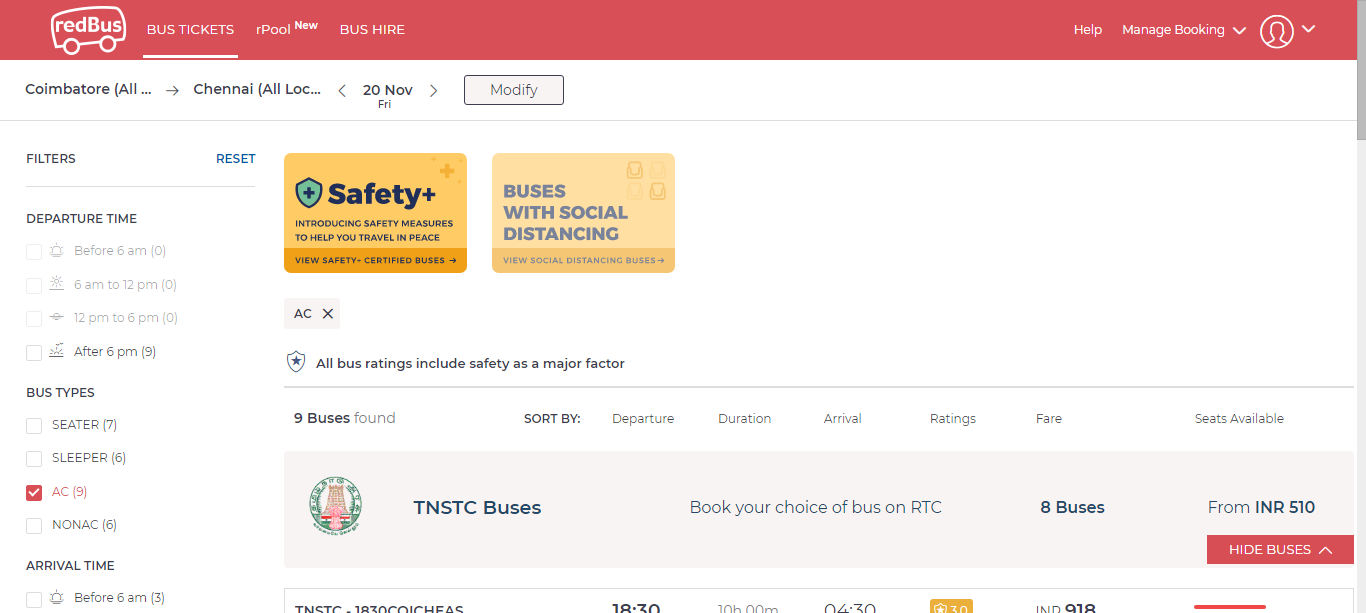 redBus
BUS TICKETS
rPool New
BUS HIRE
Help
Manage Booking
Coimbatore (All ... → Chennai (All Loc... < 20 Nov >
Fri
Modify
FILTERS
RESET
DEPARTURE TIME
Before 6 am (0)
6 am to 12 pm (0)
12 pm to 6 pm (0)
After 6 pm (9)
BUS TYPES
SEATER (7)
SLEEPER (6)
AC (9)
NONAC (6)
ARRIVAL TIME
Before 6 am (3)
Safety+
INTRODUCING SAFETY MEASURES
TO HELP YOU TRAVEL IN PEACE
VIEW SAFETY+ CERTIFIED BUSES →
BUSES
WITH SOCIAL
DISTANCING
VIEW SOCIAL DISTANCING BUSES→
AC ×
All bus ratings include safety as a major factor
9 Buses found
SORT BY:
Departure
Duration
Arrival
Ratings
Fare
Seats Available
TNSTC Buses
Book your choice of bus on RTC
8 Buses
From INR 510
HIDE BUSES
TNSTC - 1830COICHEAS
18:30
10h 00m
04:30
3.0
INR 918